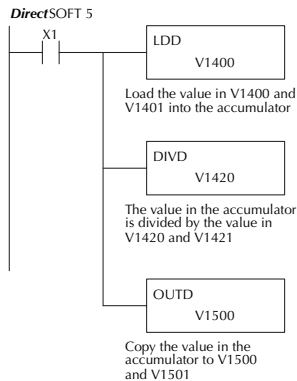 DirectSOFT 5
X1
LDD
V1400
Load the value in V1400 and
V1401 into the accumulator
DIVD
V1420
The value in the accumulator
is divided by the value in
V1420 and V1421
OUTD
V1500
Copy the value in the
accumulator to V1500
and V1501